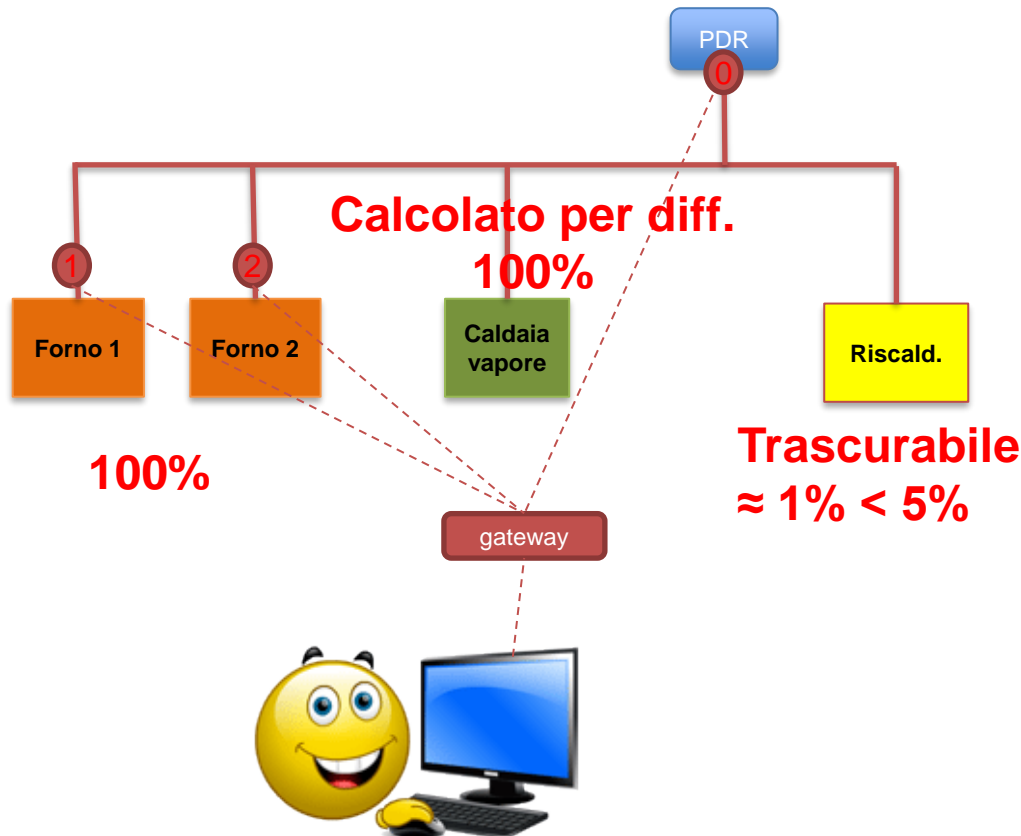 PDR
0
Calcolato per diff.
100%
1
2
Forno 1
Forno 2
Caldaia
vapore
Riscald.
100%
Trascurabile
≈ 1% < 5%
gateway